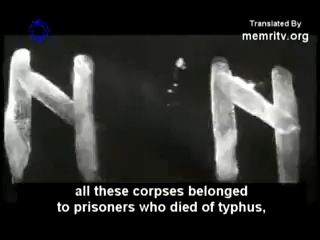 Translated By
memritv.org
N N
all these corpses belonged
to prisoners who died of typhus,